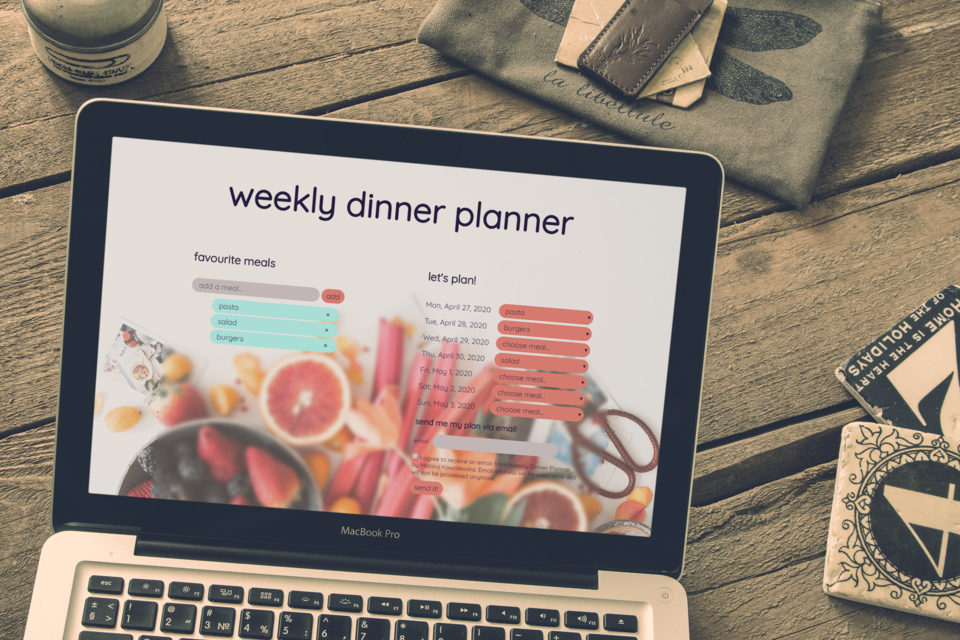 la libellule
HOME IS THE HEART
OF THE HOLIDAYS
weekly dinner planner
favourite meals
add a meal...
add
pasta ×
salad ×
burgers ×
let's plan!
Mon, April 27, 2020 pasta
Tue, April 28, 2020 burgers
Wed, April 29, 2020 choose meal...
Thu, April 30, 2020 salad
Fri, May 1, 2020 choose meal...
Sat, May 2, 2020 choose meal...
Sun, May 3, 2020 choose meal...
send me my plan via email
email
I agree to receive an email from Weekly Dinner Planner
by Monika Kowalewska. Email
will not be processed anymore.
send it!
MacBook Pro
esc F1 F2 F3 F4 F5 F6 F7 F8 F9 F10 F11 F12
§ ! @ # № $ % ^ & *
1 2 3 4 5 6 7 8